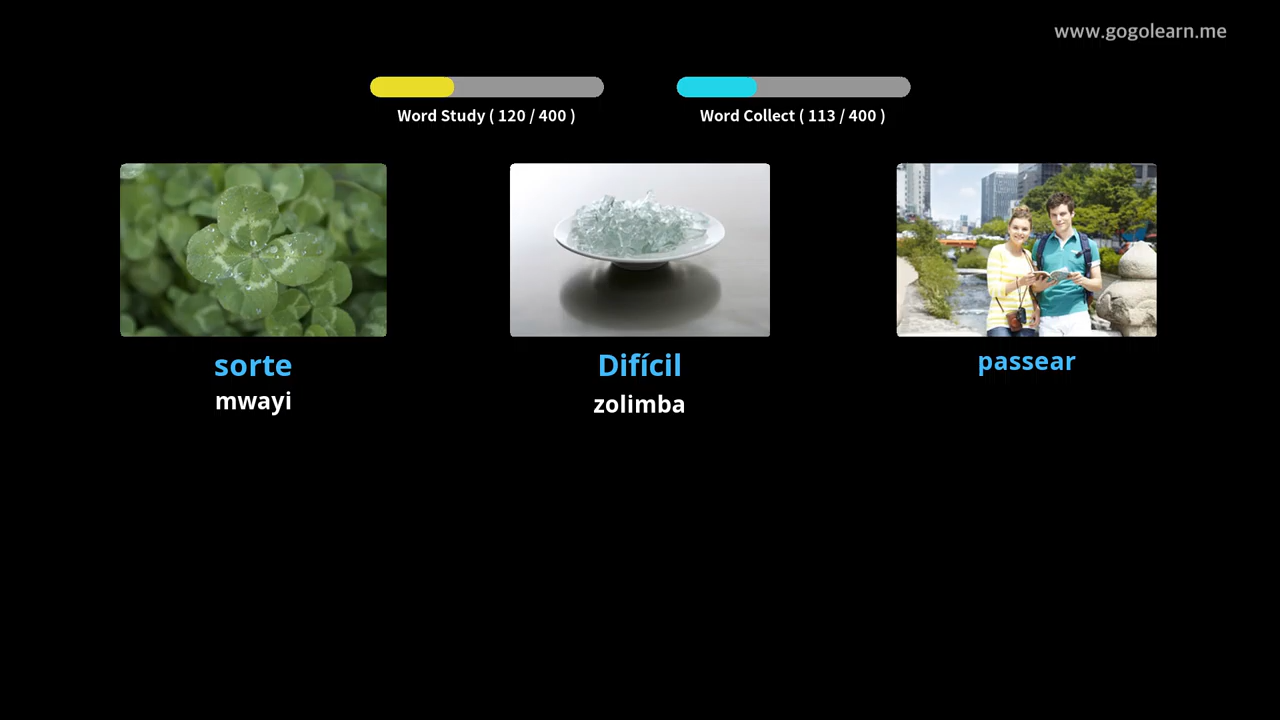 www.gogolearn.me
Word Study ( 120 / 400 )
Word Collect ( 113 / 400 )
sorte
mwayi
Difícil
zolimba
passear